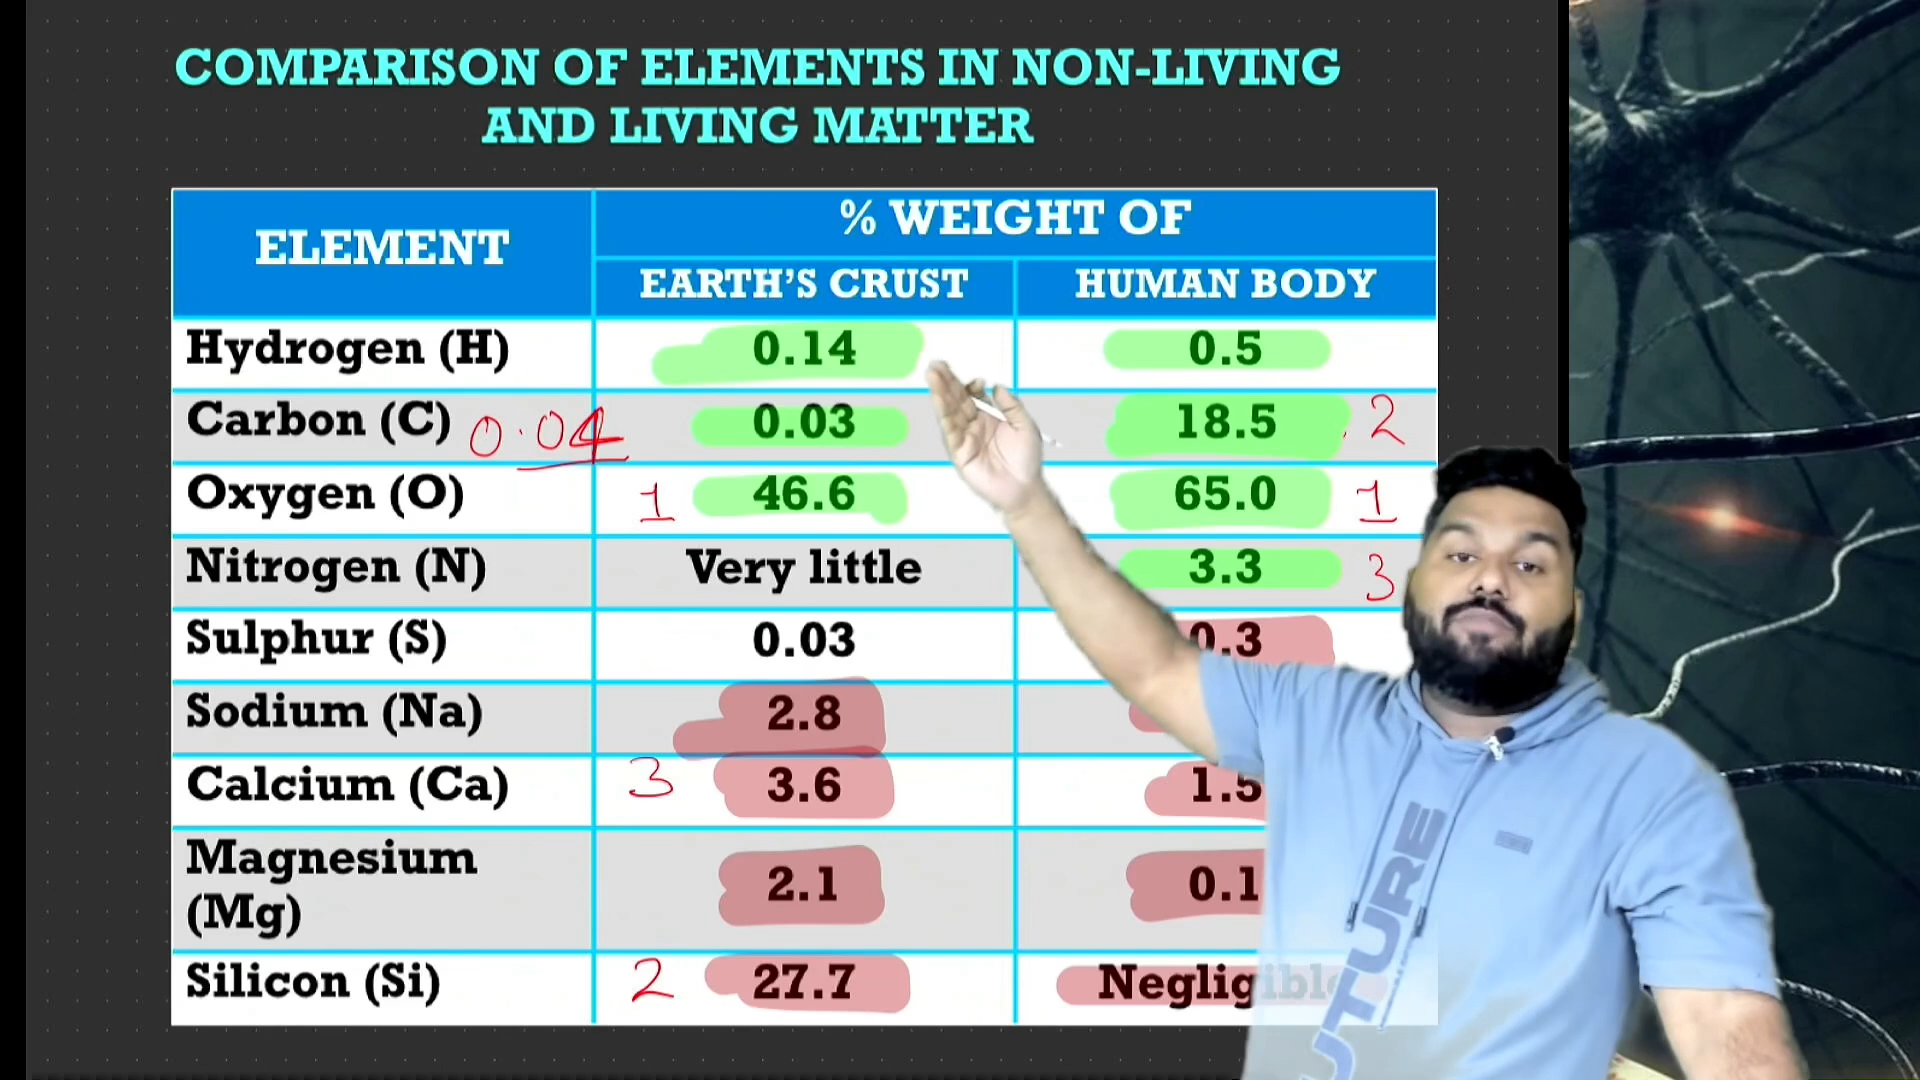 COMPARISON OF ELEMENTS IN NON-LIVING
AND LIVING MATTER
ELEMENT
% WEIGHT OF
EARTH'S CRUST HUMAN BODY
Hydrogen (H) 0.14 0.5
Carbon (C) 0.04 0.03 18.5 2
Oxygen (O) 1 46.6 65.0 1
Nitrogen (N) Very little 3.3 3
Sulphur (S) 0.03 0.3
Sodium (Na) 2.8
Calcium (Ca) 3 3.6 1.5
Magnesium
(Mg) 2.1 0.1
Silicon (Si) 2 27.7 Negligible